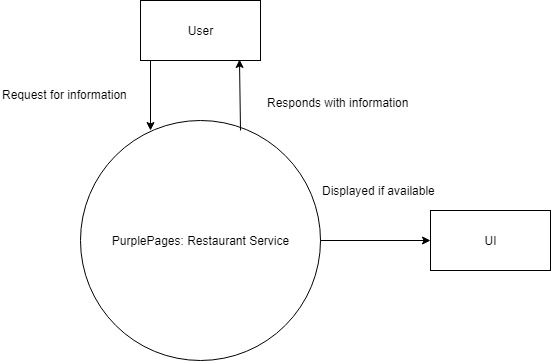 User
Request for information
Responds with information
Displayed if available
PurplePages: Restaurant Service
UI